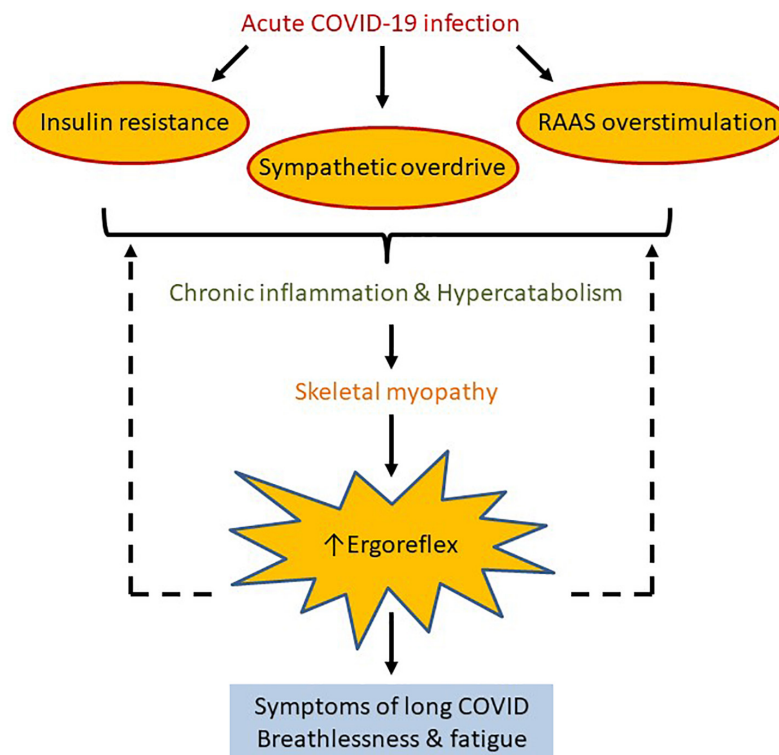 Acute COVID-19 infection
Insulin resistance
RAAS overstimulation
Sympathetic overdrive
Chronic inflammation & Hypercatabolism
Skeletal myopathy
↑Ergoreflex
Symptoms of long COVID
Breathlessness & fatigue